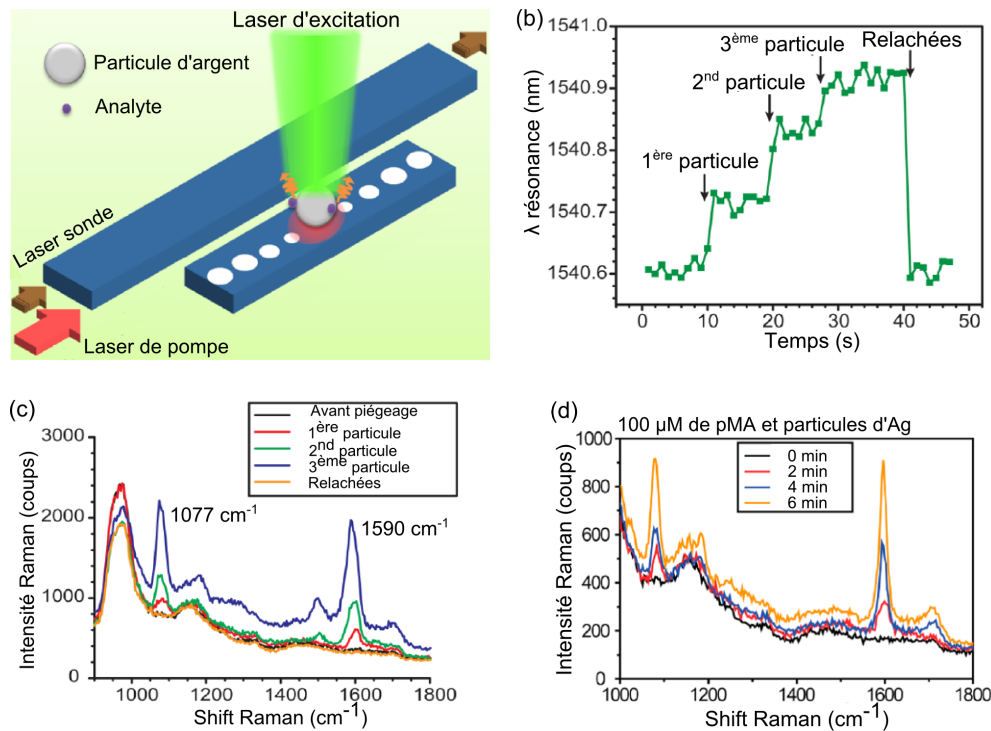 Laser d'excitation
Particule d'argent
Analyte
Laser sonde
Laser de pompe
(b)
1541.0
1540.9
1540.8
1540.7
1540.6
λ résonance (nm)
1ère particule
2nd particule
3ème particule
Relachées
0 10 20 30 40 50
Temps (s)
(c)
Avant piégeage
1ère particule
2nd particule
3ème particule
Relachées
3000
2000
1000
0
Intensité Raman (coups)
1077 cm-1
1590 cm-1
1000 1200 1400 1600 1800
Shift Raman (cm-1)
(d)
100 µM de pMA et particules d'Ag
0 min
2 min
4 min
6 min
1000
800
600
400
200
0
Intensité Raman (coups)
1000 1200 1400 1600 1800
Shift Raman (cm-1)